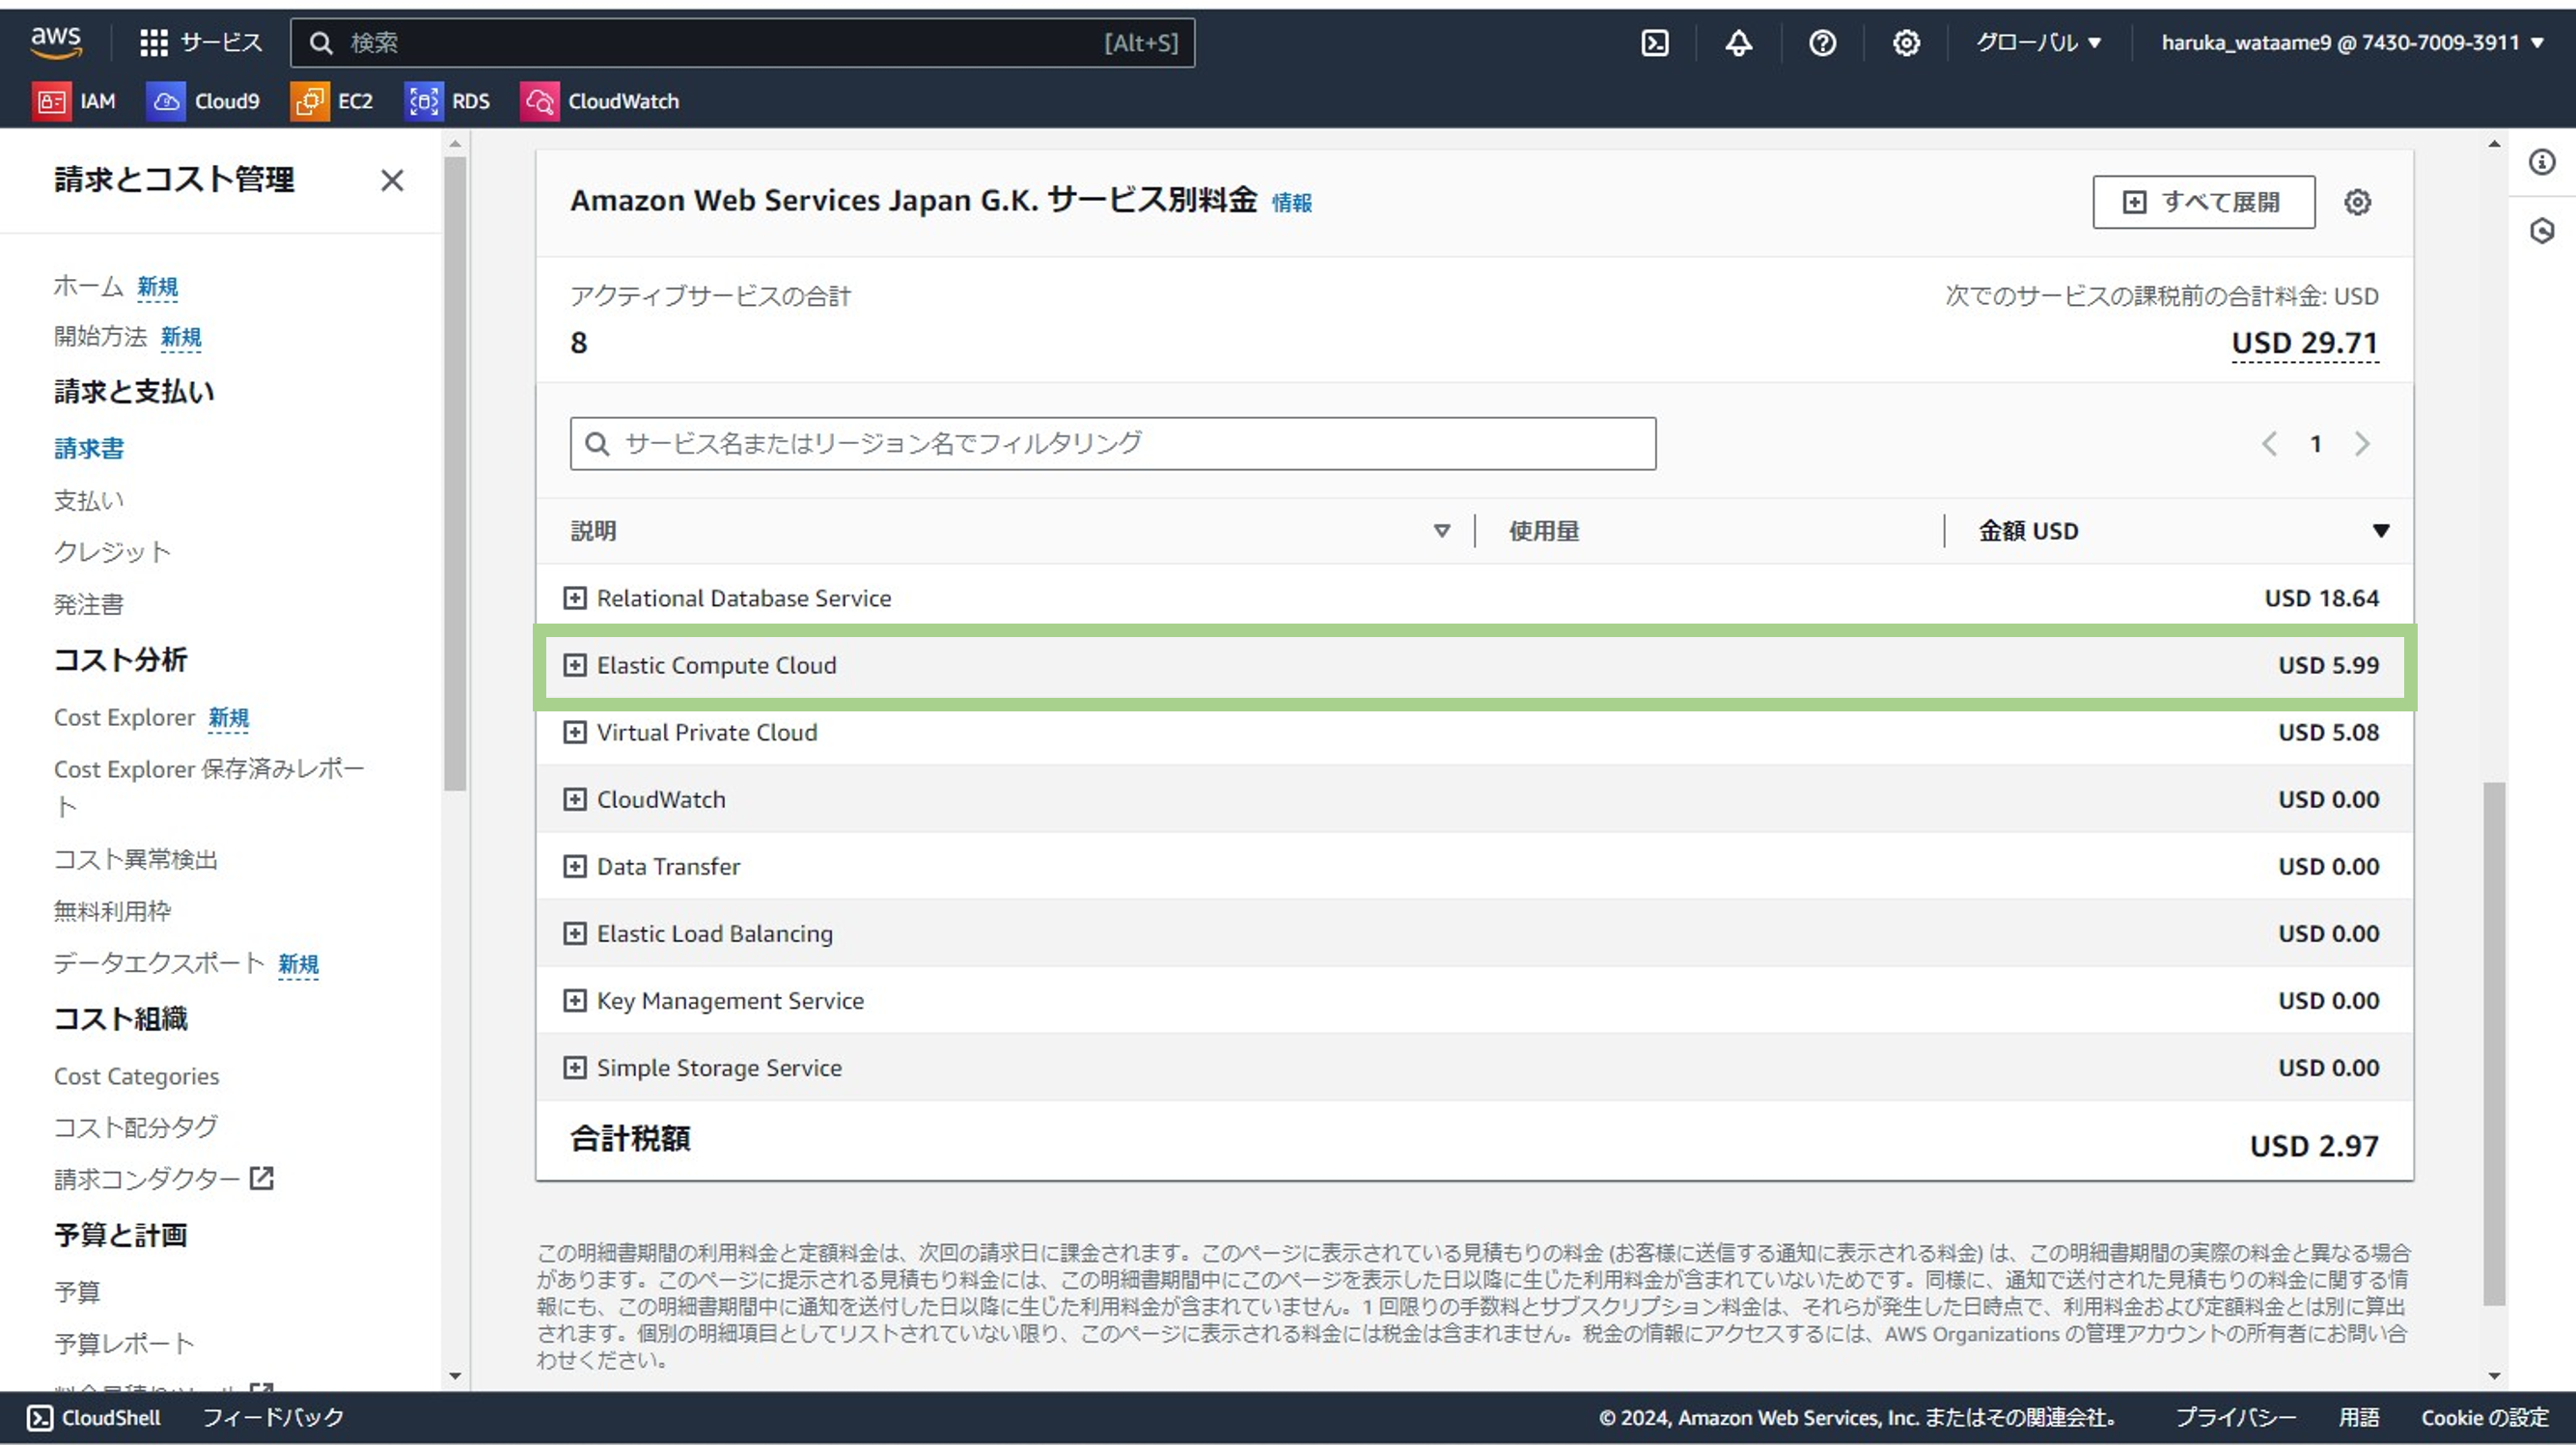 aws
サービス
検索
[Alt+S]
グローバル ▼
haruka_wataame9 @ 7430-7009-3911 ▼
IAM
Cloud9
EC2
RDS
CloudWatch
請求とコスト管理
ホーム 新規
開始方法 新規
請求と支払い
請求書
支払い
クレジット
発注書
コスト分析
Cost Explorer 新規
Cost Explorer 保存済みレポー
ト
コスト異常検出
無料利用枠
データエクスポート 新規
コスト組織
Cost Categories
コスト配分タグ
請求コンダクター
予算と計画
予算
予算レポート
Amazon Web Services Japan G.K. サービス別料金 情報
すべて展開
アクティブサービスの合計
8
次でのサービスの課税前の合計料金: USD
USD 29.71
サービス名またはリージョン名でフィルタリング
1
説明
使用量
金額 USD
Relational Database Service USD 18.64
Elastic Compute Cloud USD 5.99
Virtual Private Cloud USD 5.08
CloudWatch USD 0.00
Data Transfer USD 0.00
Elastic Load Balancing USD 0.00
Key Management Service USD 0.00
Simple Storage Service USD 0.00
合計税額 USD 2.97
この明細書期間の利用料金と定額料金は、次回の請求日に課金されます。このページに表示されている見積もりの料金 (お客様に送信する通知に表示される料金) は、この明細書期間の実際の料金と異なる場合
があります。このページに提示される見積もり料金には、この明細書期間中にこのページを表示した日以降に生じた利用料金が含まれていないためです。同様に、通知で送付された見積もりの料金に関する情
報にも、この明細書期間中に通知を送付した日以降に生じた利用料金が含まれていません。1 回限りの手数料とサブスクリプション料金は、それらが発生した日時点で、利用料金および定額料金とは別に算出
されます。個別の明細項目としてリストされていない限り、このページに表示される料金には税金は含まれません。税金の情報にアクセスするには、AWS Organizations の管理アカウントの所有者にお問い合
わせください。
CloudShell
フィードバック
© 2024, Amazon Web Services, Inc. またはその関連会社。
プライバシー
用語
Cookie の設定